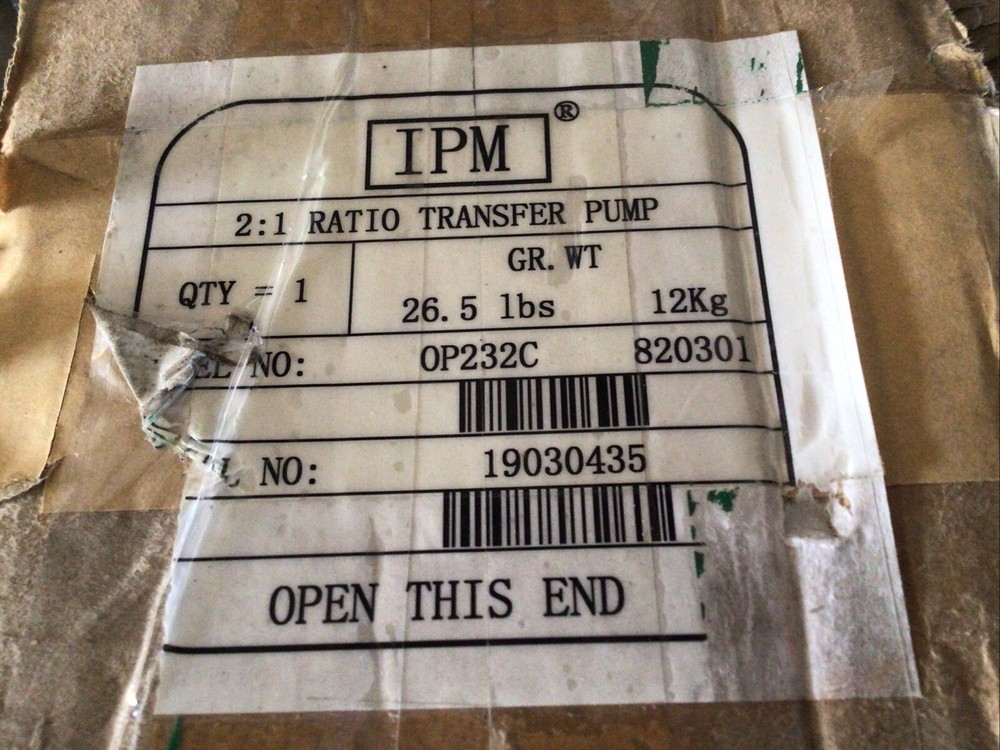 IPM®
2:1 RATIO TRANSFER PUMP
QTY = 1
GR. WT
26.5 lbs 12Kg
EL NO: OP232C 820301
L NO: 19030435
OPEN THIS END